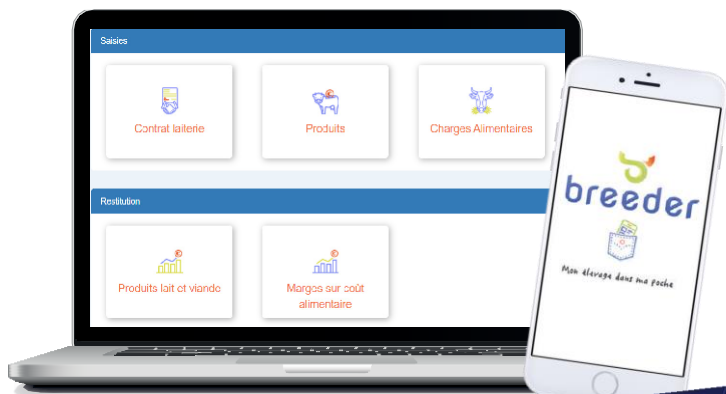 Saisies
Contrat laiterie
Produits
Charges Alimentaires
Restitution
Produits lait et viande
Marges sur coût
alimentaire
breeder
Mon élevage dans ma poche